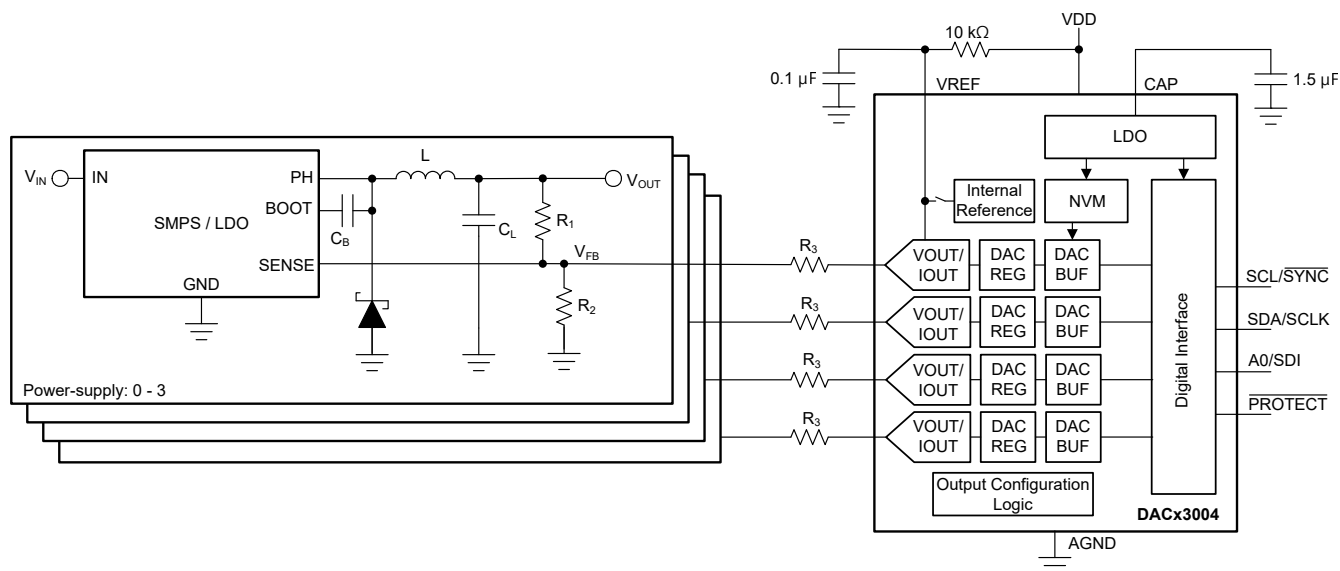 VDD
10 kΩ
0.1 µF
VREF
CAP
1.5 µF
LDO
Internal
Reference
NVM
VOUT/
IOUT
DAC
REG
DAC
BUF
VOUT/
IOUT
DAC
REG
DAC
BUF
VOUT/
IOUT
DAC
REG
DAC
BUF
VOUT/
IOUT
DAC
REG
DAC
BUF
Digital Interface
SCL/SYNC
SDA/SCLK
A0/SDI
PROTECT
Output Configuration
Logic
DACx3004
AGND
VIN
IN
PH
BOOT
SMPS / LDO
SENSE
GND
CB
L
CL
R1
VOUT
VFB
R2
R3
R3
R3
R3
Power-supply: 0 - 3